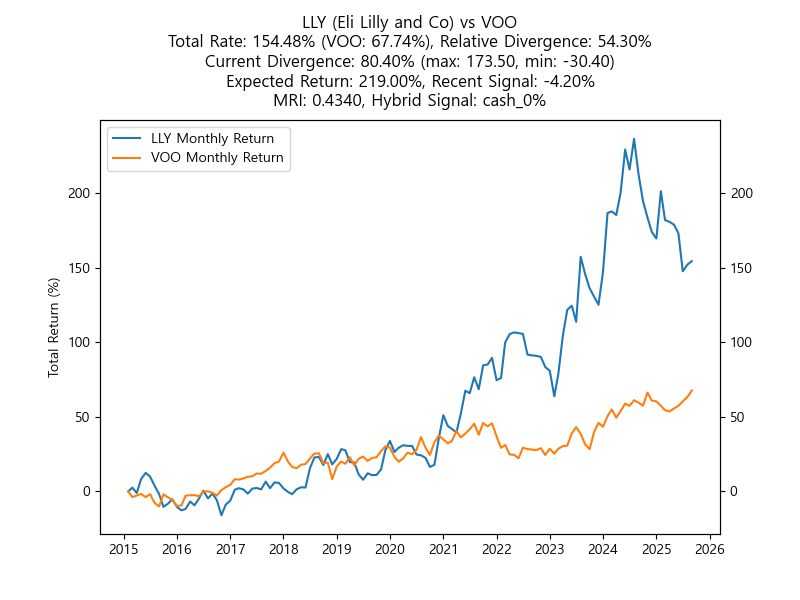 LLY (Eli Lilly and Co) vs VOO
Total Rate: 154.48% (VOO: 67.74%), Relative Divergence: 54.30%
Current Divergence: 80.40% (max: 173.50, min: -30.40)
Expected Return: 219.00%, Recent Signal: -4.20%
MRI: 0.4340, Hybrid Signal: cash_0%
LLY Monthly Return
VOO Monthly Return
Total Return (%)
200
150
100
50
0
200
150
100
50
0
2015 2016 2017 2018 2019 2020 2021 2022 2023 2024 2025 2026